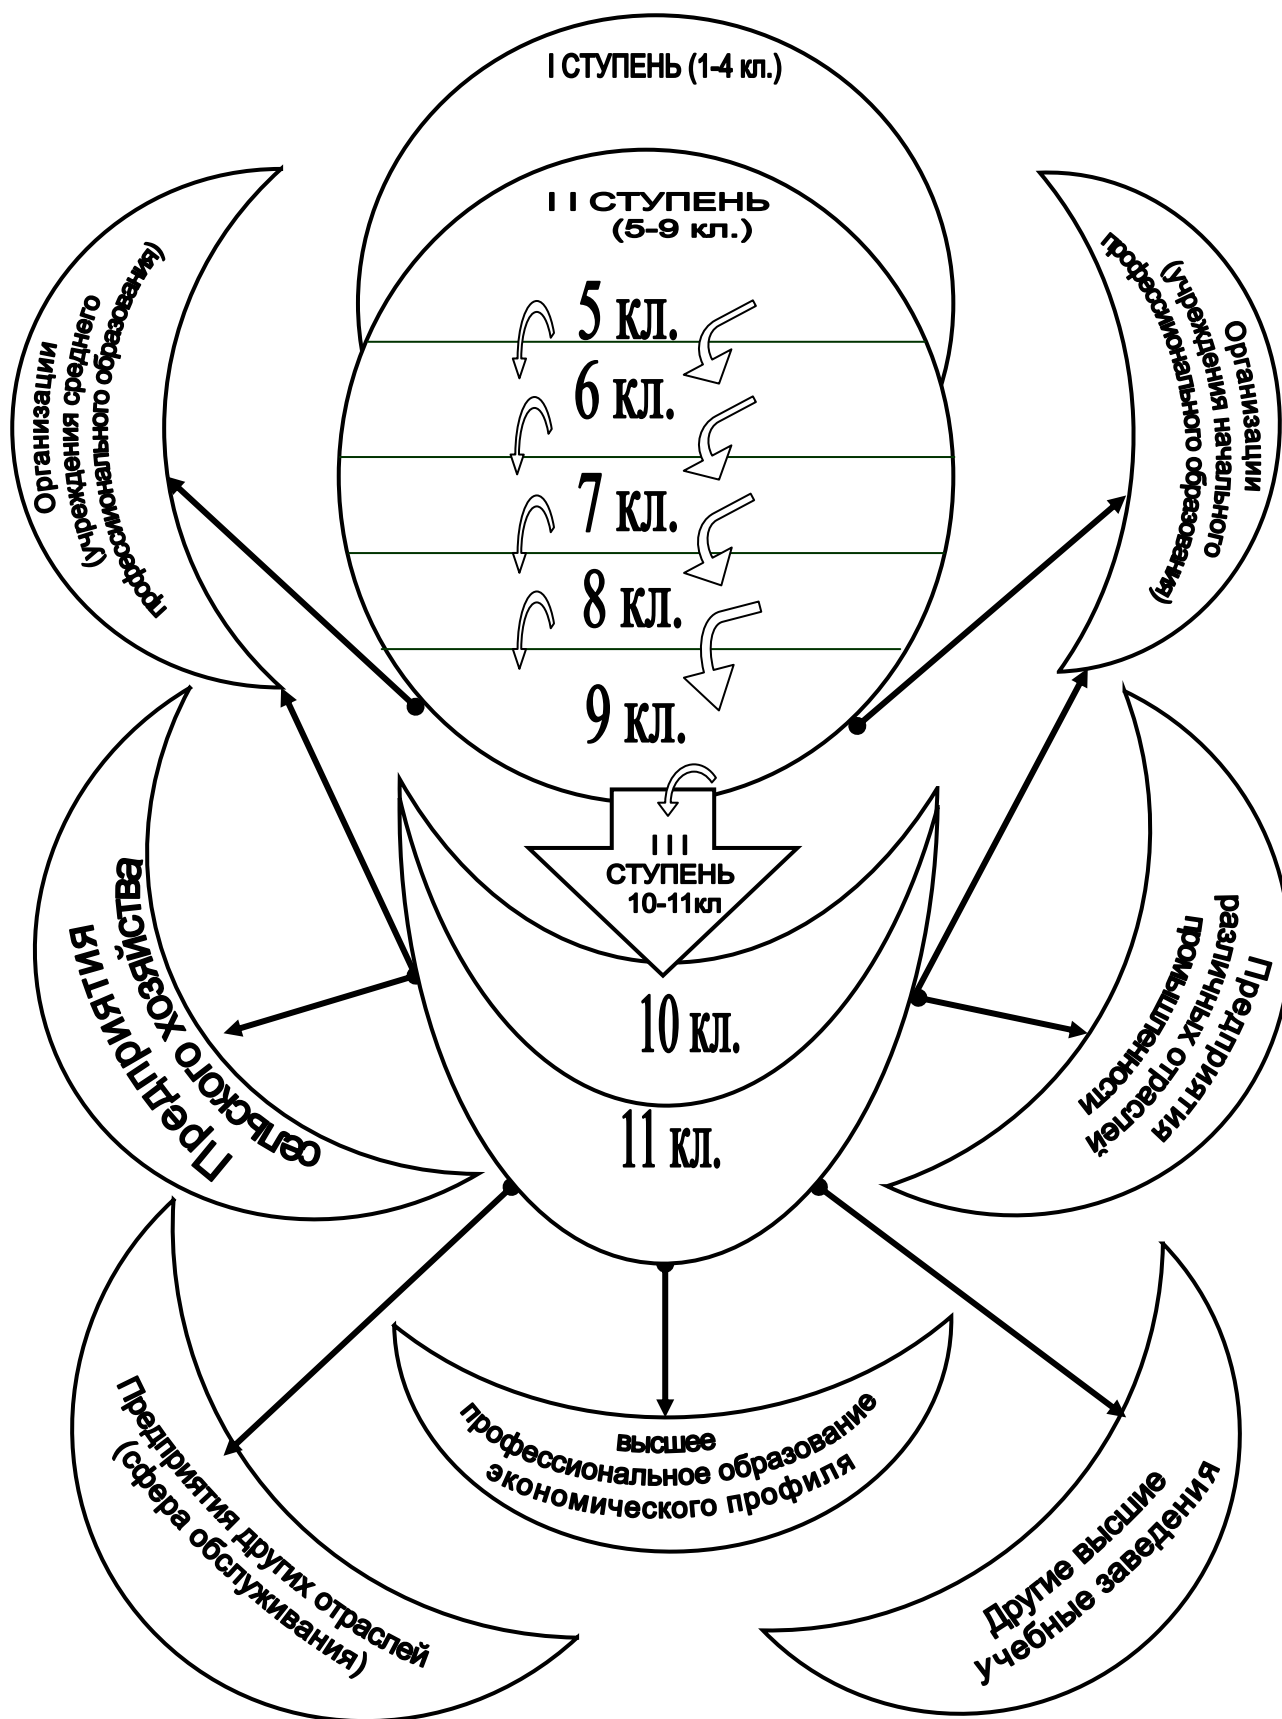 I СТУПЕНЬ (1-4 кл.)
I I СТУПЕНЬ
(5-9 кл.)
5 кл.
6 кл.
7 кл.
8 кл.
9 кл.
I I I
СТУПЕНЬ
10-11кл
10 кл.
11 кл.
Организации
(учреждения среднего
профессионального образования)
Организации
(учреждения начального
профессионального образования)
Предприятия
сельского хозяйства
Предприятия
различных отраслей
промышленности
Предприятия других отраслей
(сфера обслуживания)
высшее
профессиональное образование
экономического профиля
Другие высшие
учебные заведения